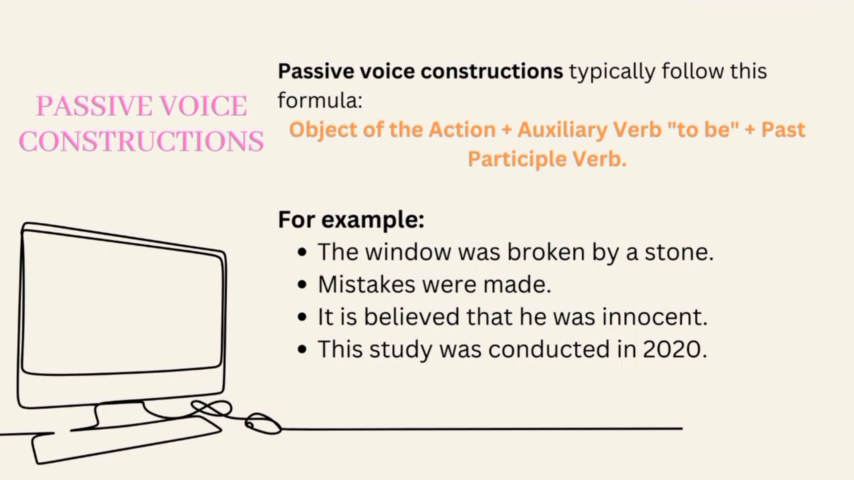 PASSIVE VOICE
CONSTRUCTIONS
Passive voice constructions typically follow this
formula:
Object of the Action + Auxiliary Verb "to be" + Past
Participle Verb.
For example:
• The window was broken by a stone.
• Mistakes were made.
• It is believed that he was innocent.
• This study was conducted in 2020.